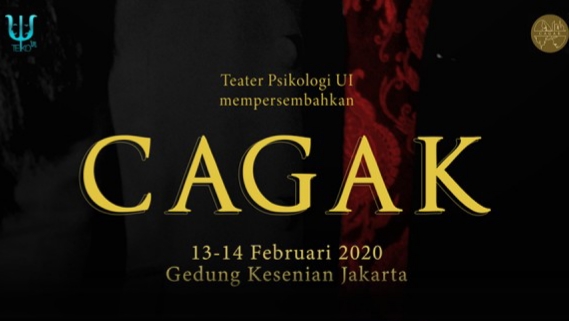 Teater Psikologi UI
mempersembahkan
CAGAK
13-14 Februari 2020
Gedung Kesenian Jakarta